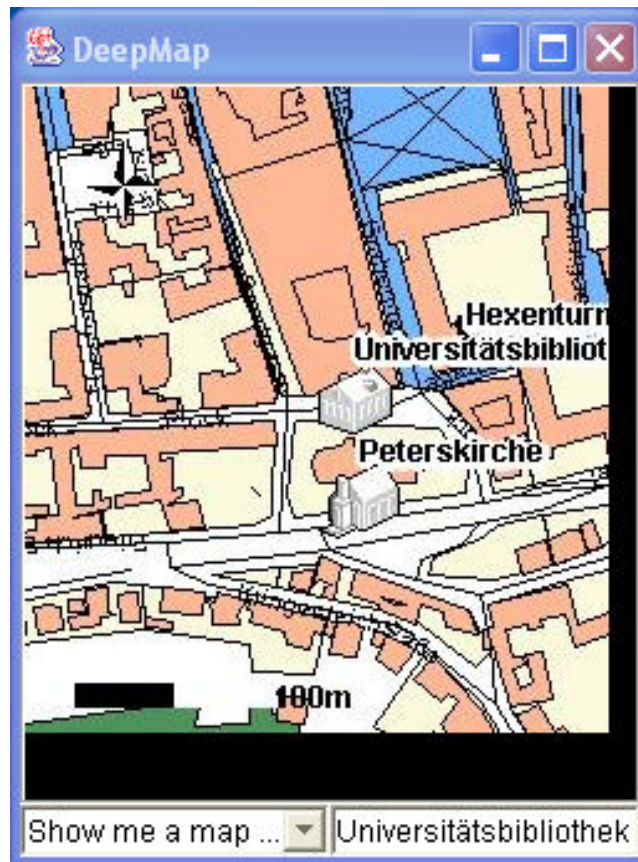 DeepMap
Hexenturm
Universitätsbibliot
Peterskirche
100m
Show me a map ...
Universitätsbibliothek